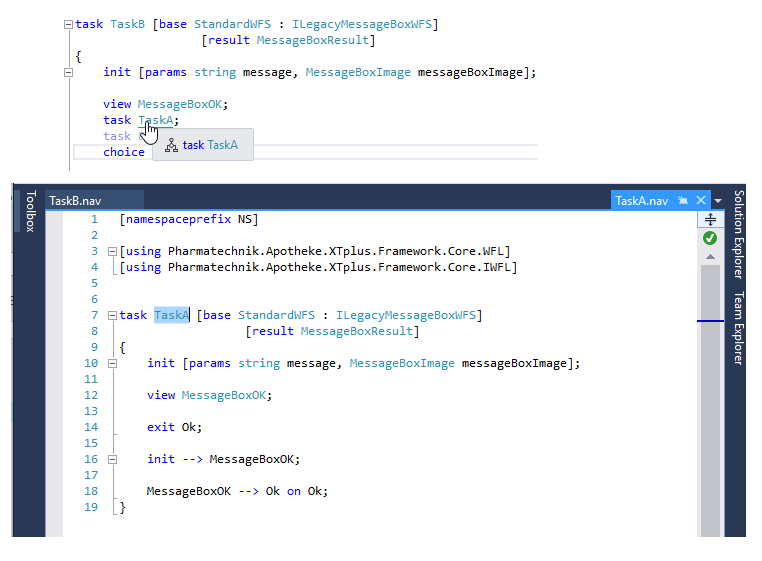 task TaskB [base StandardWFS : ILegacyMessageBoxWFS]
[result MessageBoxResult]
{
init [params string message, MessageBoxImage messageBoxImage];
view MessageBoxOK;
task TaskA;
task
task TaskA
choice
TaskB.nav
TaskA.nav
Toolbox
Solution Explorer
Team Explorer
1 [namespaceprefix NS]
2
3 [using Pharmatechnik.Apotheke.XTplus.Framework.Core.WFL]
4 [using Pharmatechnik.Apotheke.XTplus.Framework.Core.IWFL]
5
6
7 task TaskA [base StandardWFS : ILegacyMessageBoxWFS]
8 [result MessageBoxResult]
9 {
10 init [params string message, MessageBoxImage messageBoxImage];
11
12 view MessageBoxOK;
13
14 exit Ok;
15
16 init --> MessageBoxOK;
17
18 MessageBoxOK --> Ok on Ok;
19 }